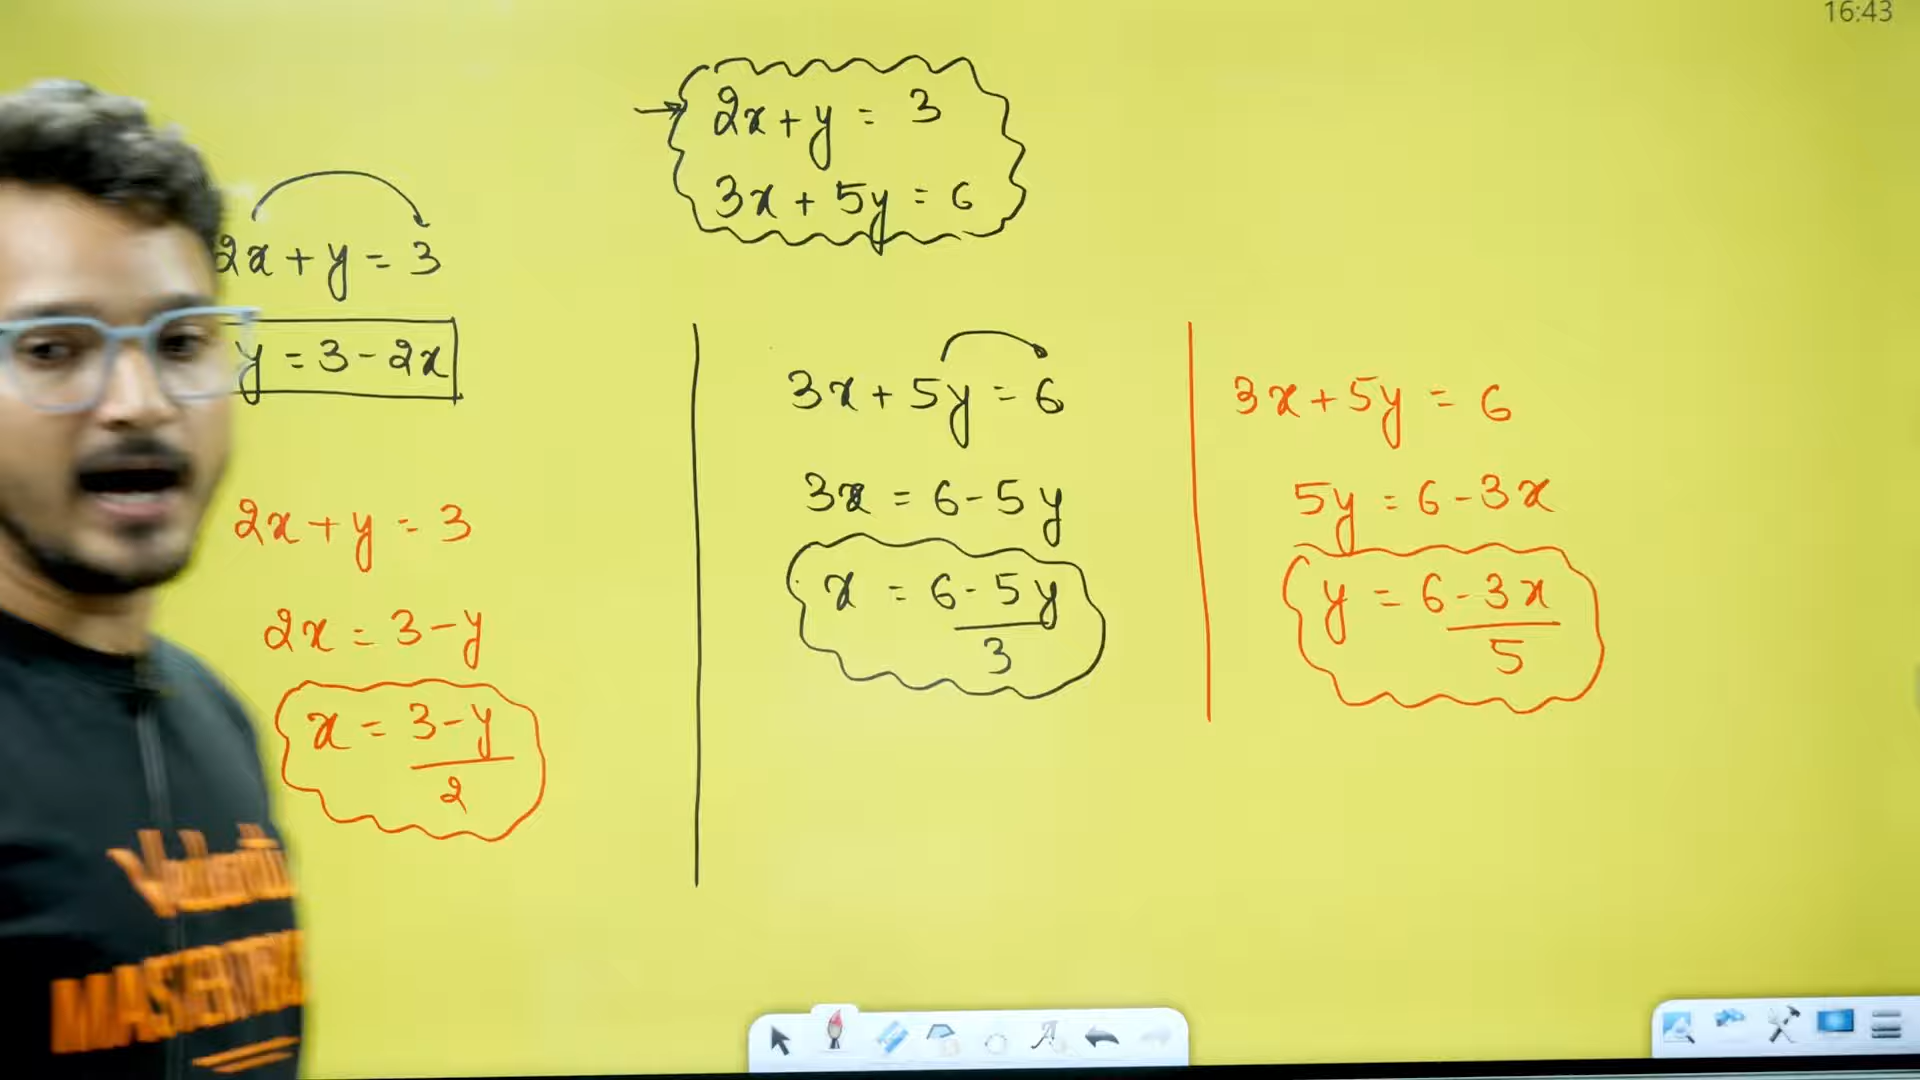 16:43
2x + y = 3
3x + 5y = 6
2x + y = 3
y = 3 - 2x
2x + y = 3
2x = 3 - y
x = 3 - y / 2
3x + 5y = 6
3x = 6 - 5y
x = 6 - 5y / 3
3x + 5y = 6
5y = 6 - 3x
y = 6 - 3x / 5